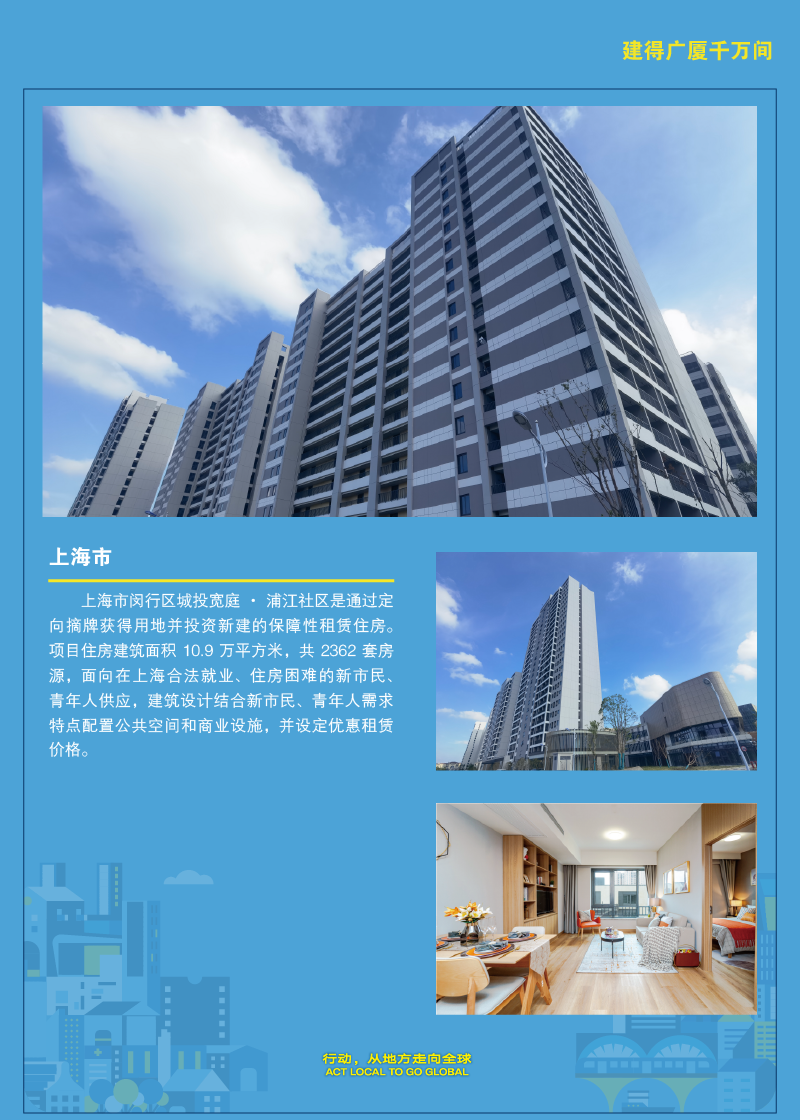 建得广厦千万间
上海市
上海市闵行区城投宽庭 · 浦江社区是通过定
向摘牌获得用地并投资新建的保障性租赁住房。
项目住房建筑面积 10.9 万平方米，共 2362 套房
源，面向在上海合法就业、住房困难的新市民、
青年人供应，建筑设计结合新市民、青年人需求
特点配置公共空间和商业设施，并设定优惠租赁
价格。
行动，从地方走向全球
ACT LOCAL TO GO GLOBAL